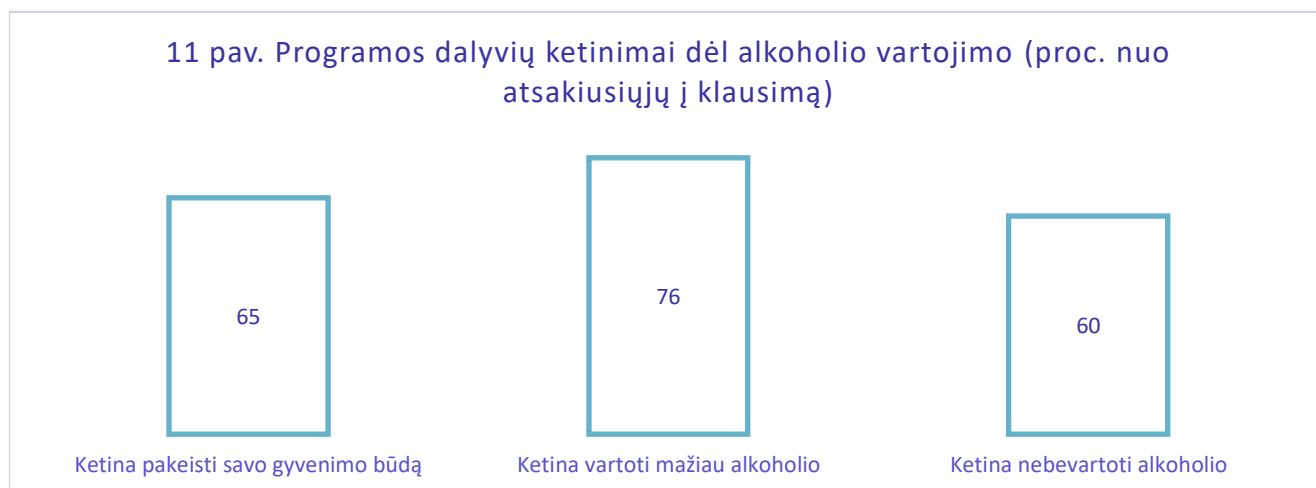 11 pav. Programos dalyvių ketinimai dėl alkoholio vartojimo (proc. nuo
atsakiusiųjų į klausimą)
65
76
60
Ketina pakeisti savo gyvenimo būdą
Ketina vartoti mažiau alkoholio
Ketina nebevartoti alkoholio